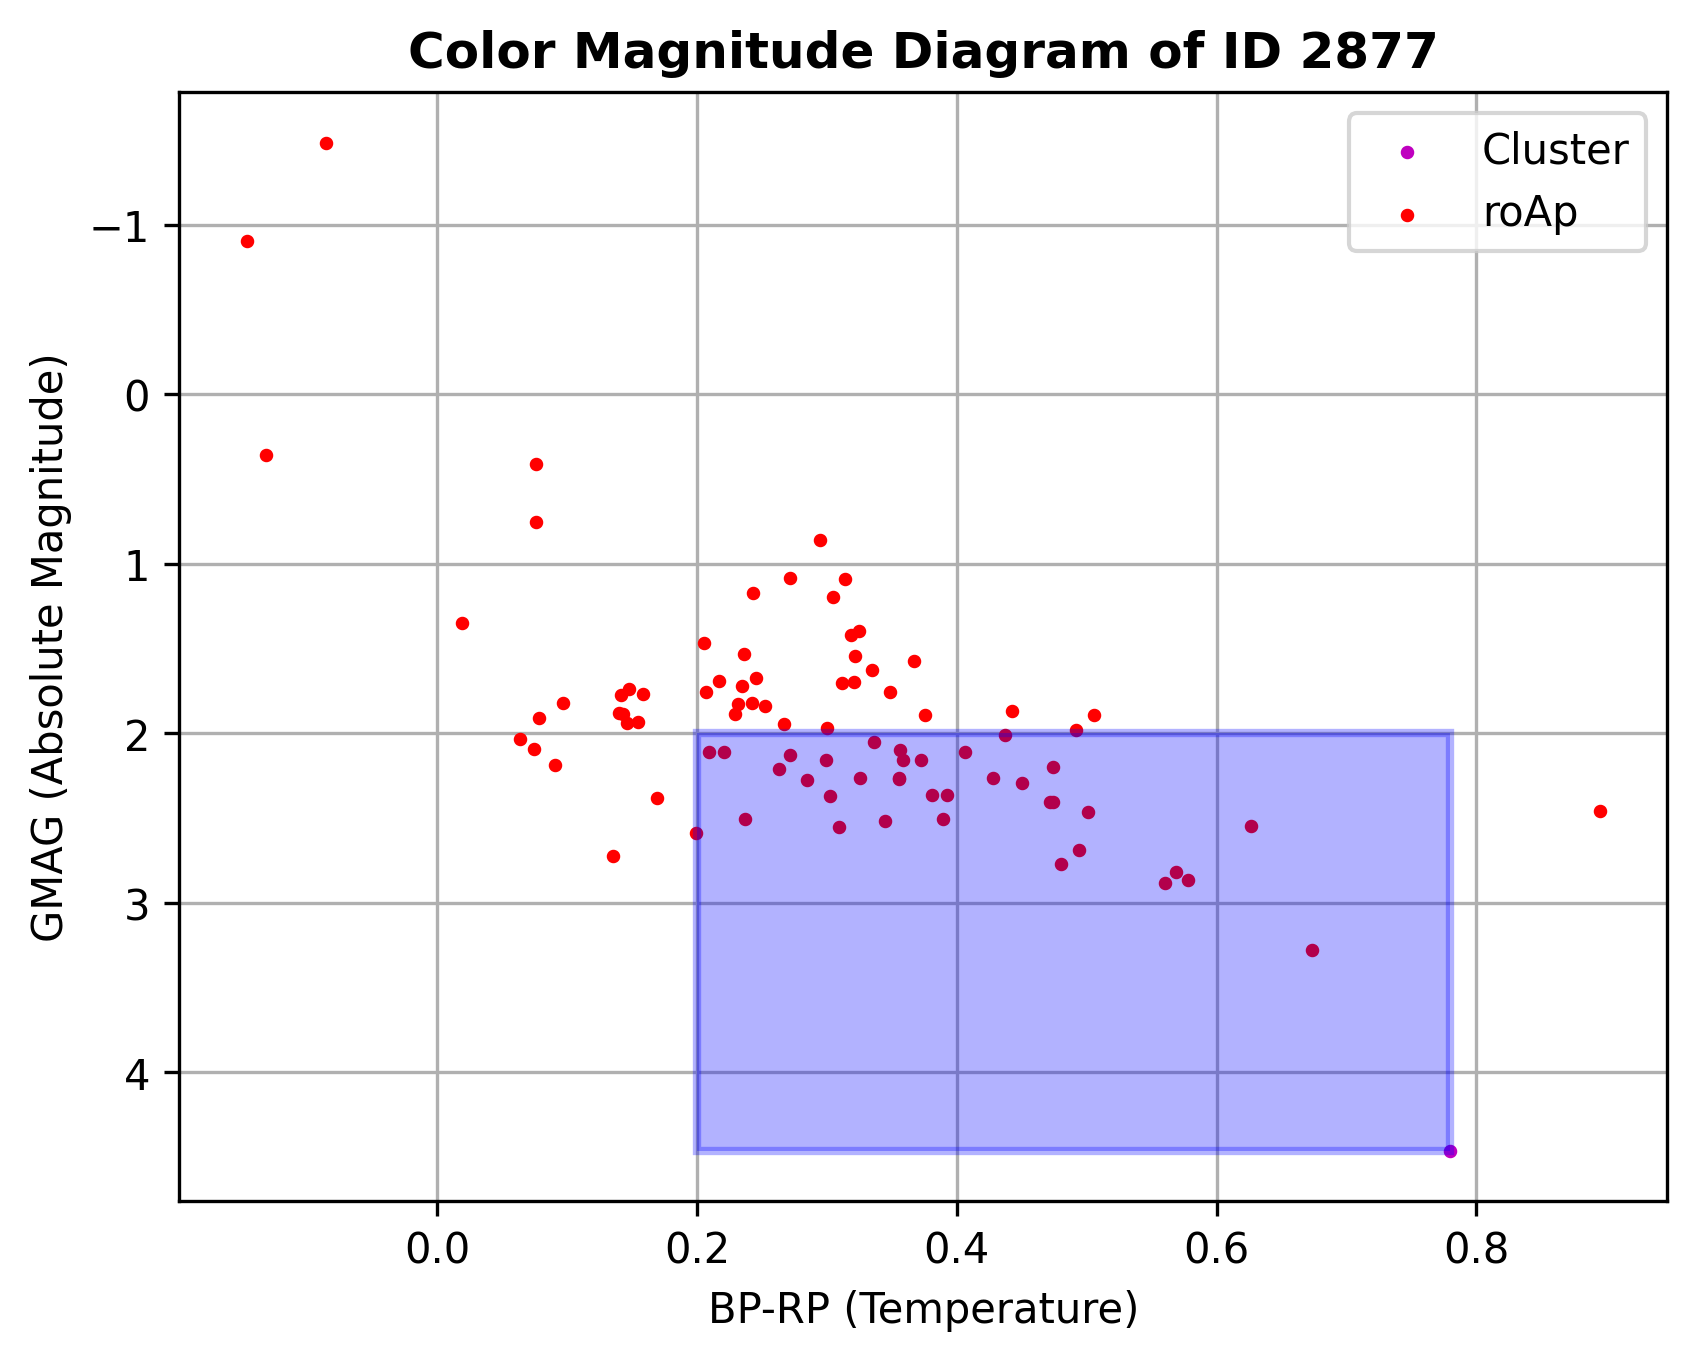 Color Magnitude Diagram of ID 2877
Cluster
roAp
GMAG (Absolute Magnitude)
−1
0
1
2
3
4
0.0 0.2 0.4 0.6 0.8
BP-RP (Temperature)